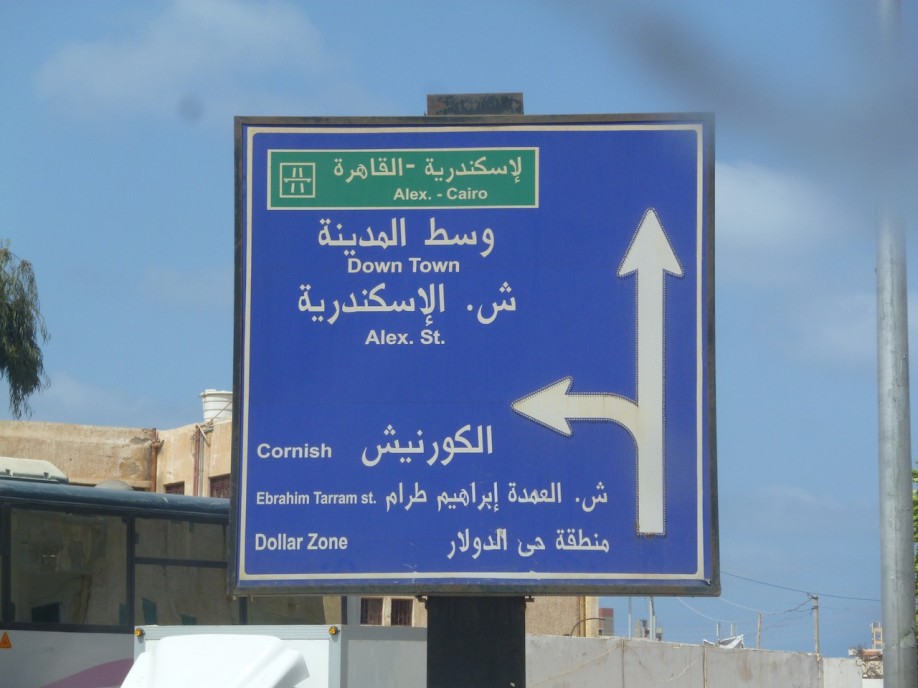 لإسكندرية - القاهرة
Alex. - Cairo
وسط المدينة
Down Town
ش. الإسكندرية
Alex. St.
Cornish الكورنيش
Ebrahim Tarram st. ش. العمدة إبراهيم طرام
Dollar Zone منطقة حى الدولار